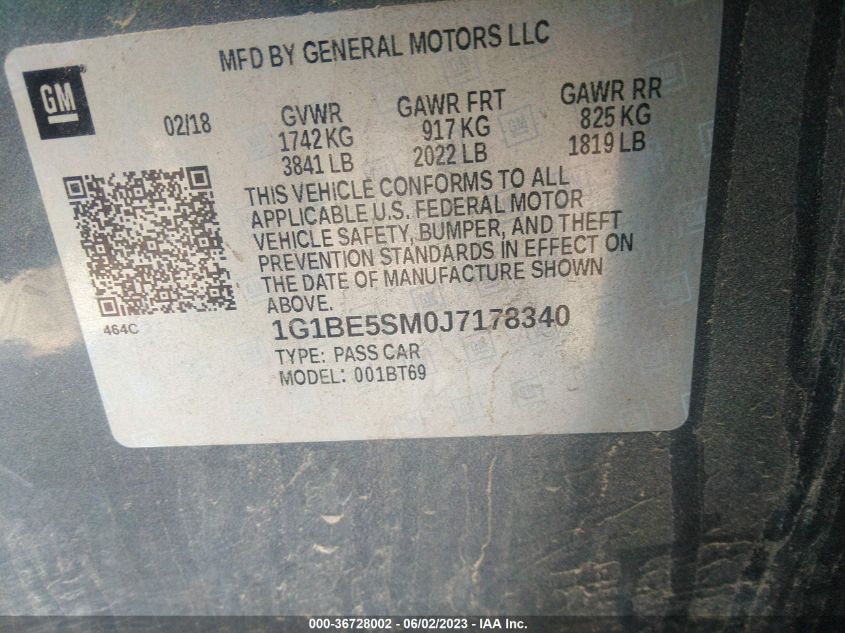 MFD BY GENERAL MOTORS LLC
GM
02/18 GVWR GAWR FRT GAWR RR
1742 KG 917 KG 825 KG
3841 LB 2022 LB 1819 LB
THIS VEHICLE CONFORMS TO ALL
APPLICABLE U.S. FEDERAL MOTOR
VEHICLE SAFETY, BUMPER, AND THEFT
PREVENTION STANDARDS IN EFFECT ON
THE DATE OF MANUFACTURE SHOWN
ABOVE.
464C
1G1BE5SM0J7178340
TYPE: PASS CAR
MODEL: 001BT69
000-36728002 - 06/02/2023 - IAA Inc.